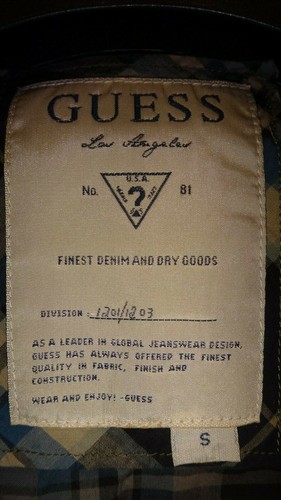 GUESS
Los Angeles
U.S.A.
No. ? 81
FINEST DENIM AND DRY GOODS
DIVISION : 1201/1203
AS A LEADER IN GLOBAL JEANSWEAR DESIGN,
GUESS HAS ALWAYS OFFERED THE FINEST
QUALITY IN FABRIC, FINISH AND
CONSTRUCTION.
WEAR AND ENJOY! -GUESS
S